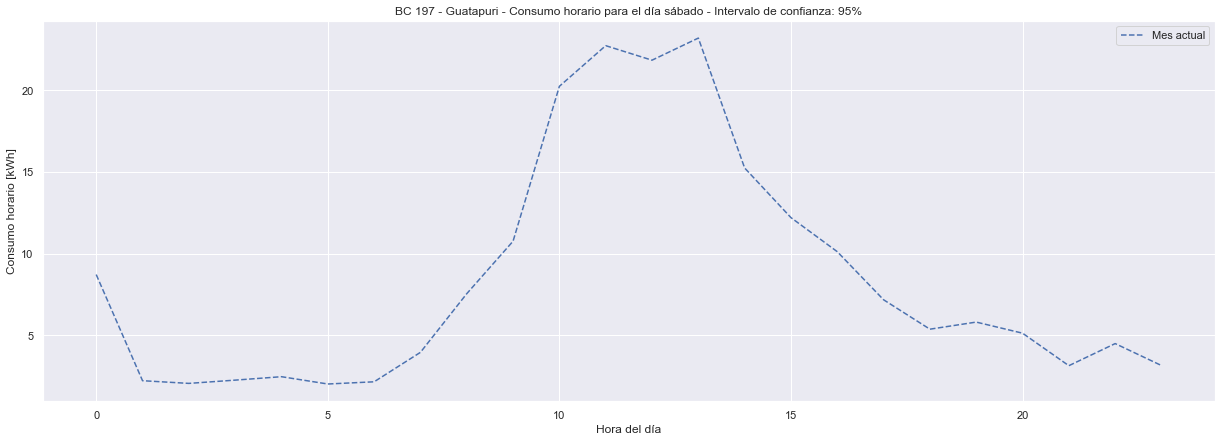 BC 197 - Guatapuri - Consumo horario para el día sábado - Intervalo de confianza: 95%
Mes actual
20
15
10
5
Consumo horario [kWh]
0 5 10 15 20
Hora del día